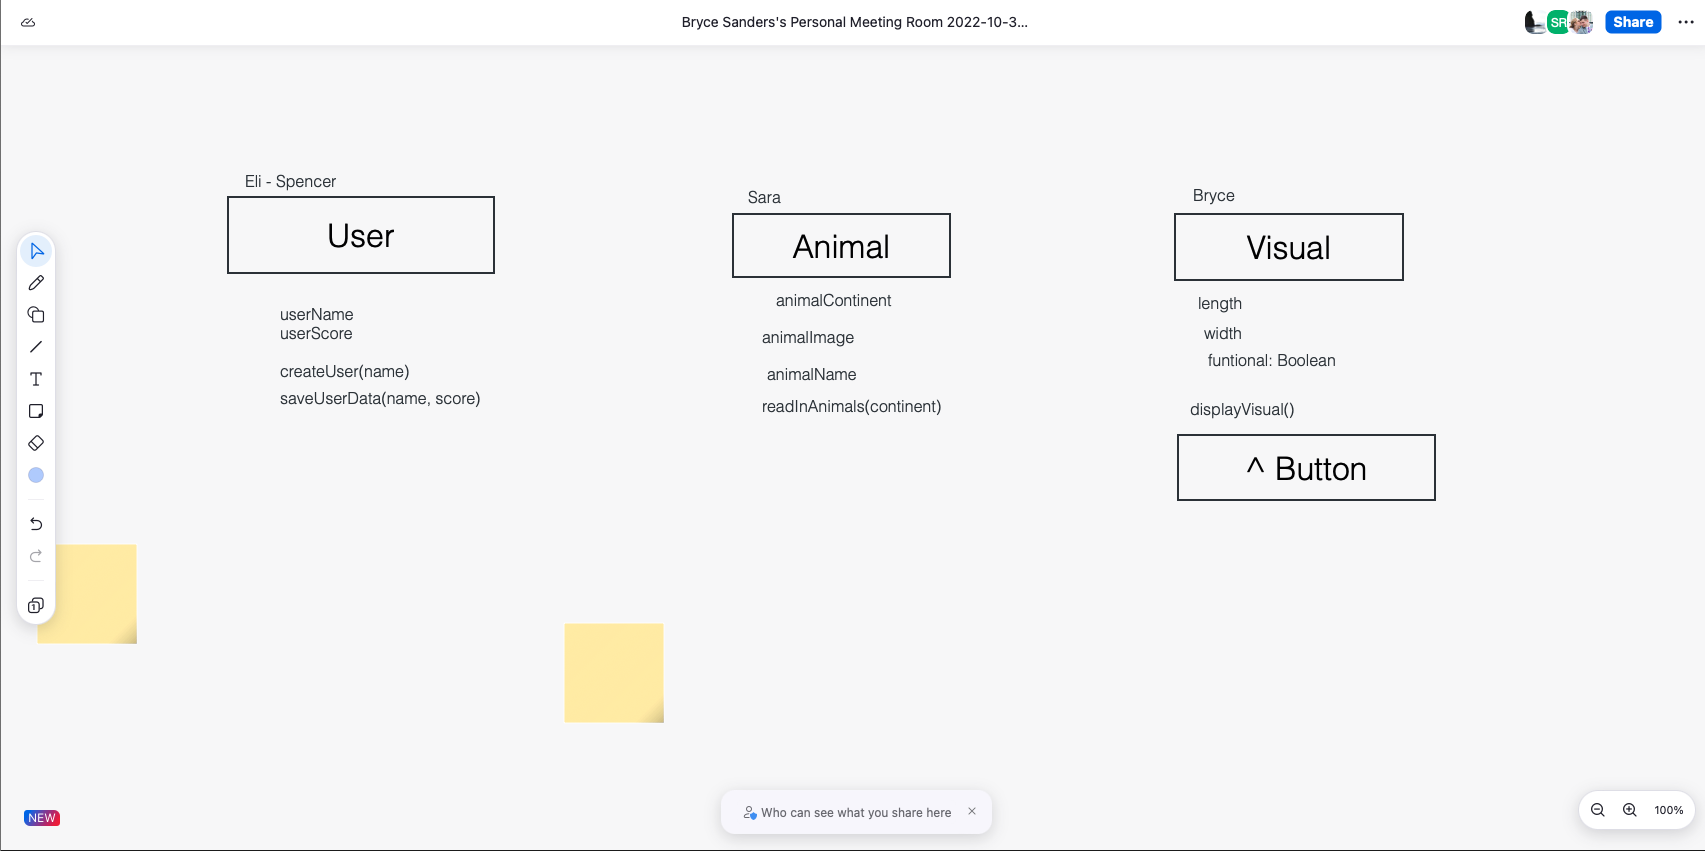 Bryce Sanders's Personal Meeting Room 2022-10-3...
SR
Share
Eli - Spencer
User
userName
userScore
createUser(name)
saveUserData(name, score)
Sara
Animal
animalContinent
animalImage
animalName
readInAnimals(continent)
Bryce
Visual
length
width
funtional: Boolean
displayVisual()
^ Button
T
1
NEW
Who can see what you share here
100%